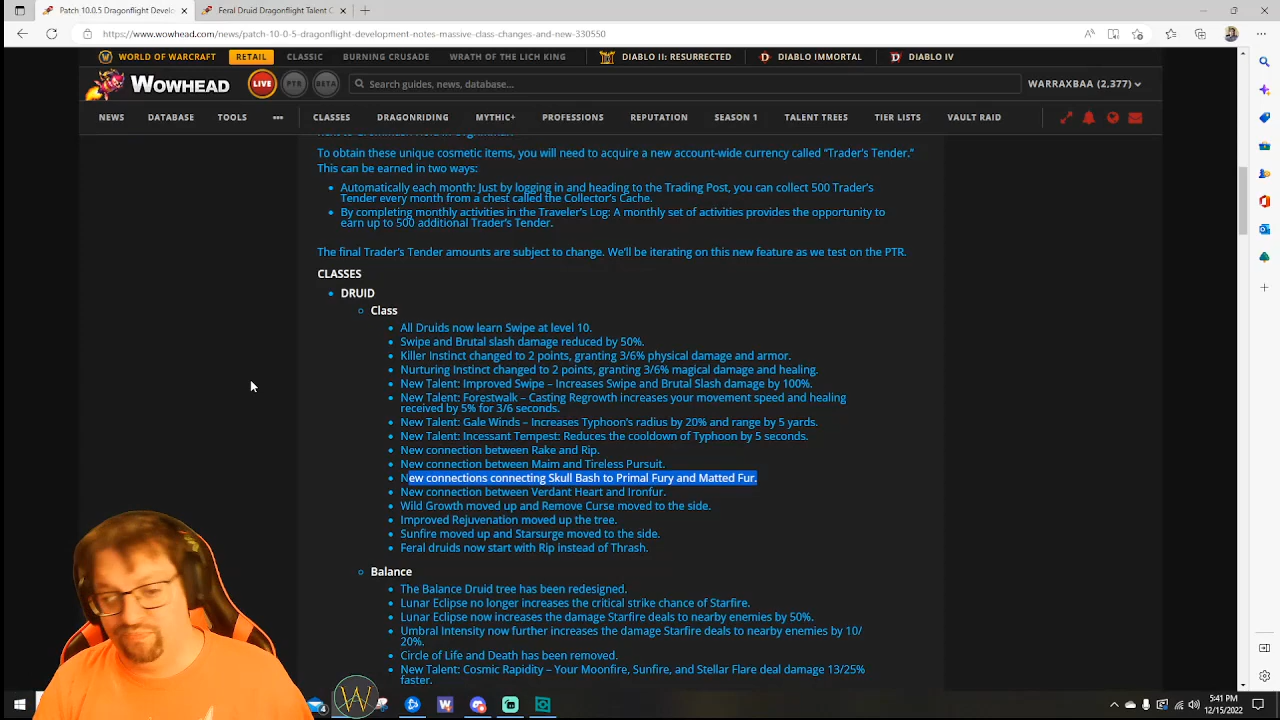 Patch 10.0.5 Dragonflight Develo
Feral Druid Dragonflight Talent C
https://www.wowhead.com/news/patch-10-0-5-dragonflight-development-notes-massive-class-changes-and-new-330550
WORLD OF WARCRAFT RETAIL CLASSIC BURNING CRUSADE WRATH OF THE LICH KING DIABLO II: RESURRECTED DIABLO IMMORTAL DIABLO IV
WOWHEAD LIVE PTR BETA Search guides, news, database... WARRAXBAA (2,377)
NEWS DATABASE TOOLS ••• CLASSES DRAGONRIDING MYTHIC+ PROFESSIONS REPUTATION SEASON 1 TALENT TREES TIER LISTS VAULT RAID
To obtain these unique cosmetic items, you will need to acquire a new account-wide currency called “Trader’s Tender.”
This can be earned in two ways:
• Automatically each month: Just by logging in and heading to the Trading Post, you can collect 500 Trader’s
Tender every month from a chest called the Collector’s Cache.
• By completing monthly activities in the Traveler’s Log: A monthly set of activities provides the opportunity to
earn up to 500 additional Trader’s Tender.
The final Trader’s Tender amounts are subject to change. We’ll be iterating on this new feature as we test on the PTR.
CLASSES
• DRUID
Class
• All Druids now learn Swipe at level 10.
• Swipe and Brutal slash damage reduced by 50%.
• Killer Instinct changed to 2 points, granting 3/6% physical damage and armor.
• Nurturing Instinct changed to 2 points, granting 3/6% magical damage and healing.
• New Talent: Improved Swipe – Increases Swipe and Brutal Slash damage by 100%.
• New Talent: Forestwalk – Casting Regrowth increases your movement speed and healing
received by 5% for 3/6 seconds.
• New Talent: Gale Winds – Increases Typhoon’s radius by 20% and range by 5 yards.
• New Talent: Incessant Tempest: Reduces the cooldown of Typhoon by 5 seconds.
• New connection between Rake and Rip.
• New connection between Maim and Tireless Pursuit.
• New connections connecting Skull Bash to Primal Fury and Matted Fur.
• New connection between Verdant Heart and Ironfur.
• Wild Growth moved up and Remove Curse moved to the side.
• Improved Rejuvenation moved up the tree.
• Sunfire moved up and Starsurge moved to the side.
• Feral druids now start with Rip instead of Thrash.
Balance
• The Balance Druid tree has been redesigned.
• Lunar Eclipse no longer increases the critical strike chance of Starfire.
• Lunar Eclipse now increases the damage Starfire deals to nearby enemies by 50%.
• Umbral Intensity now further increases the damage Starfire deals to nearby enemies by 10/
20%.
• Circle of Life and Death has been removed.
• New Talent: Cosmic Rapidity – Your Moonfire, Sunfire, and Stellar Flare deal damage 13/25%
faster.
5:41 PM
12/15/2022